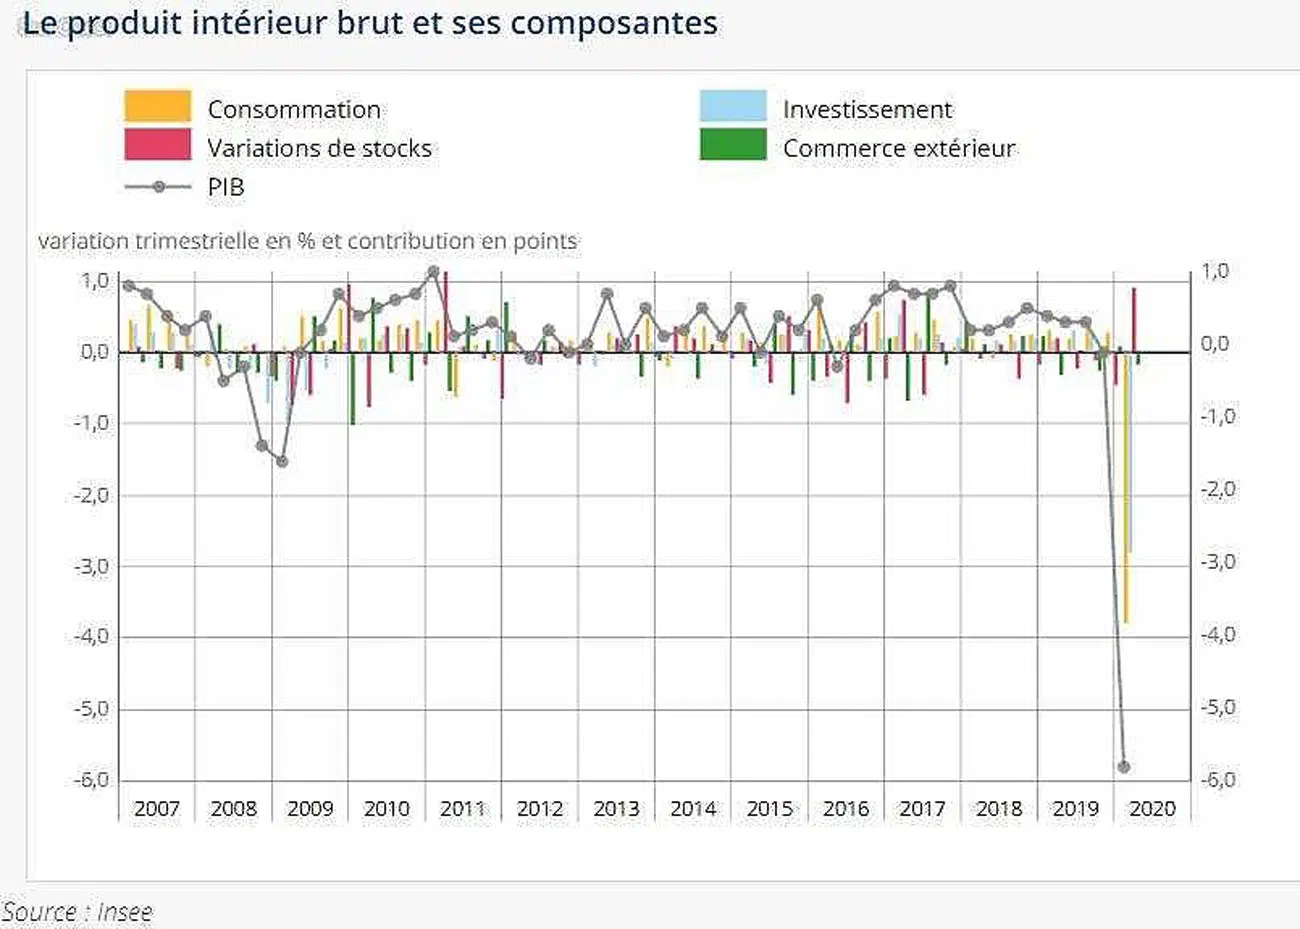 Le produit intérieur brut et ses composantes
Consommation
Investissement
Variations de stocks
Commerce extérieur
PIB
variation trimestrielle en % et contribution en points
1,0
0,0
-1,0
-2,0
-3,0
-4,0
-5,0
-6,0
1,0
0,0
-1,0
-2,0
-3,0
-4,0
-5,0
-6,0
2007 2008 2009 2010 2011 2012 2013 2014 2015 2016 2017 2018 2019 2020
Source : Insee